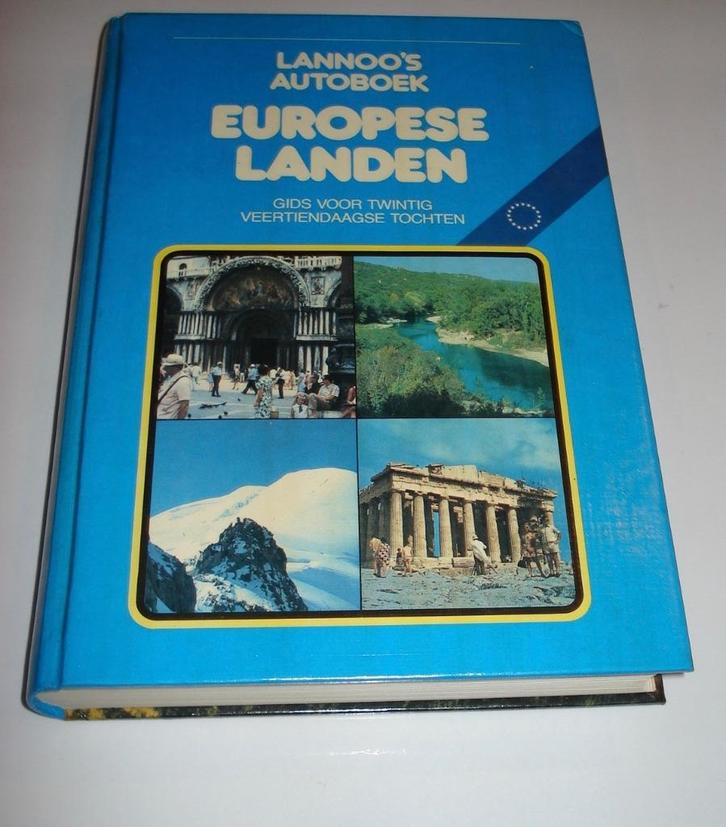 LANNOO'S
AUTOBOEK
EUROPESE
LANDEN
GIDS VOOR TWINTIG
VEERTIENDAAGSE TOCHTEN